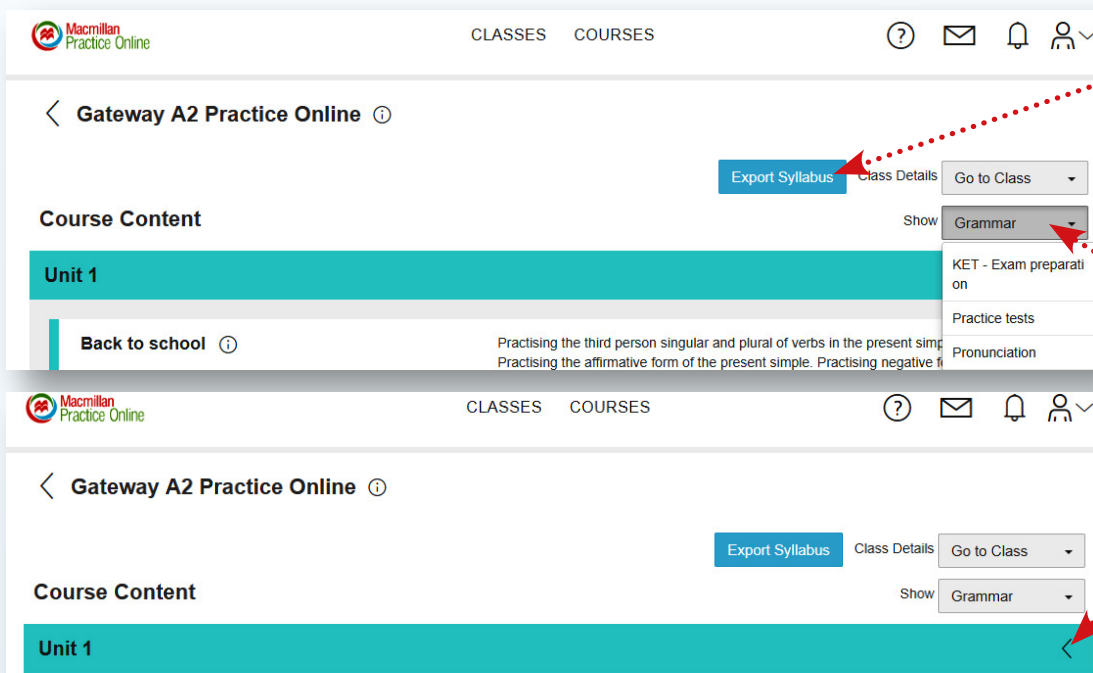 Macmillan
Practice Online
CLASSES COURSES
Gateway A2 Practice Online
Export Syllabus Class Details Go to Class
Course Content
Show Grammar
Unit 1
KET - Exam preparati
on
Practice tests
Pronunciation
Back to school
Practising the third person singular and plural of verbs in the present
Practising the affirmative form of the present simple. Practising negative
Macmillan
Practice Online
CLASSES COURSES
Gateway A2 Practice Online
Export Syllabus Class Details Go to Class
Course Content
Show Grammar
Unit 1